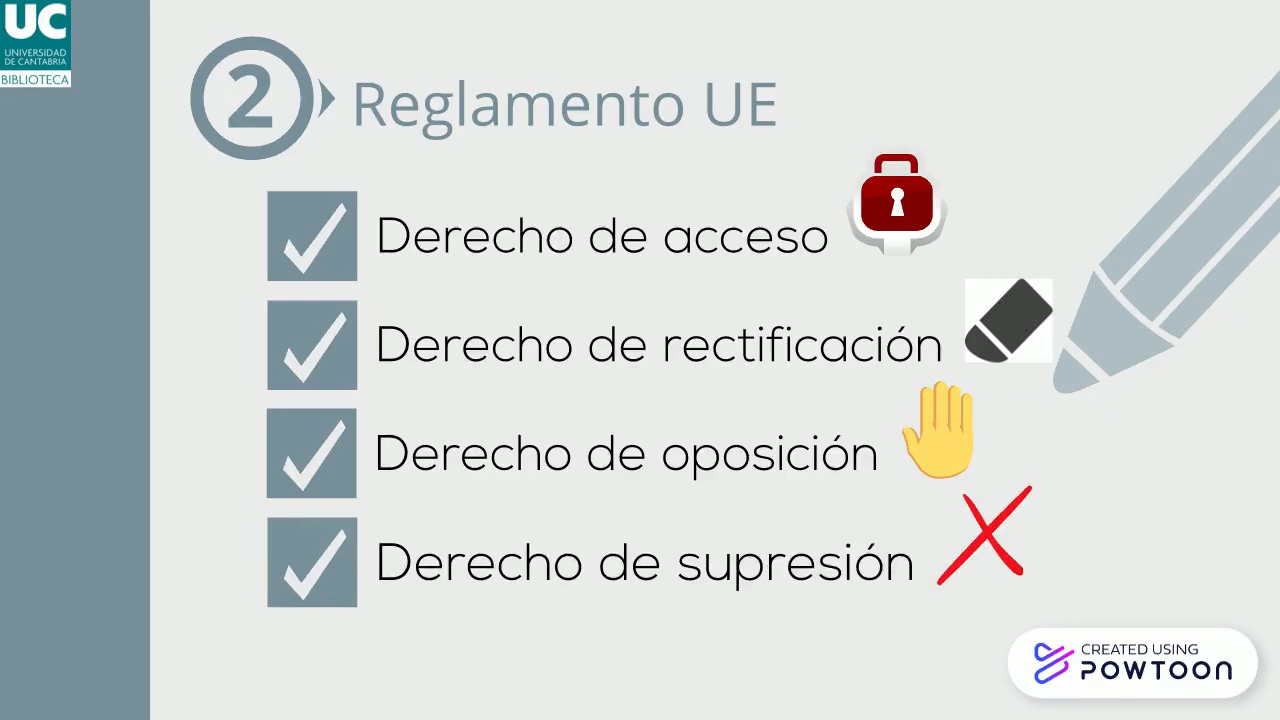 UC
UNIVERSIDAD
DE CANTABRIA
BIBLIOTECA
2
Reglamento UE
Derecho de acceso
Derecho de rectificación
Derecho de oposición
Derecho de supresión
CREATED USING
POWTOON